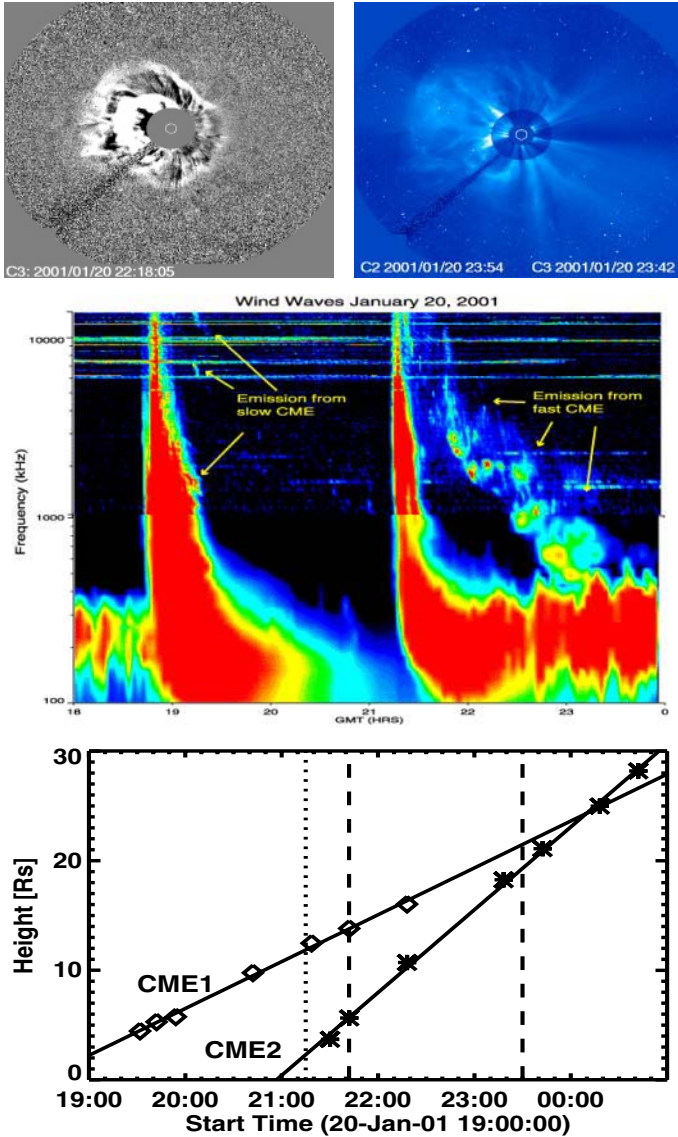 C3: 2001/01/20 22:18:05
C2 2001/01/20 23:54 C3 2001/01/20 23:42
Wind Waves January 20, 2001
10000
1000
100
Frequency (kHz)
Emission from
slow CME
Emission from
fast CME
18 19 20 21 22 23 0
GMT (HRS)
30
20
10
0
Height [Rs]
CME1
CME2
19:00 20:00 21:00 22:00 23:00 00:00
Start Time (20-Jan-01 19:00:00)